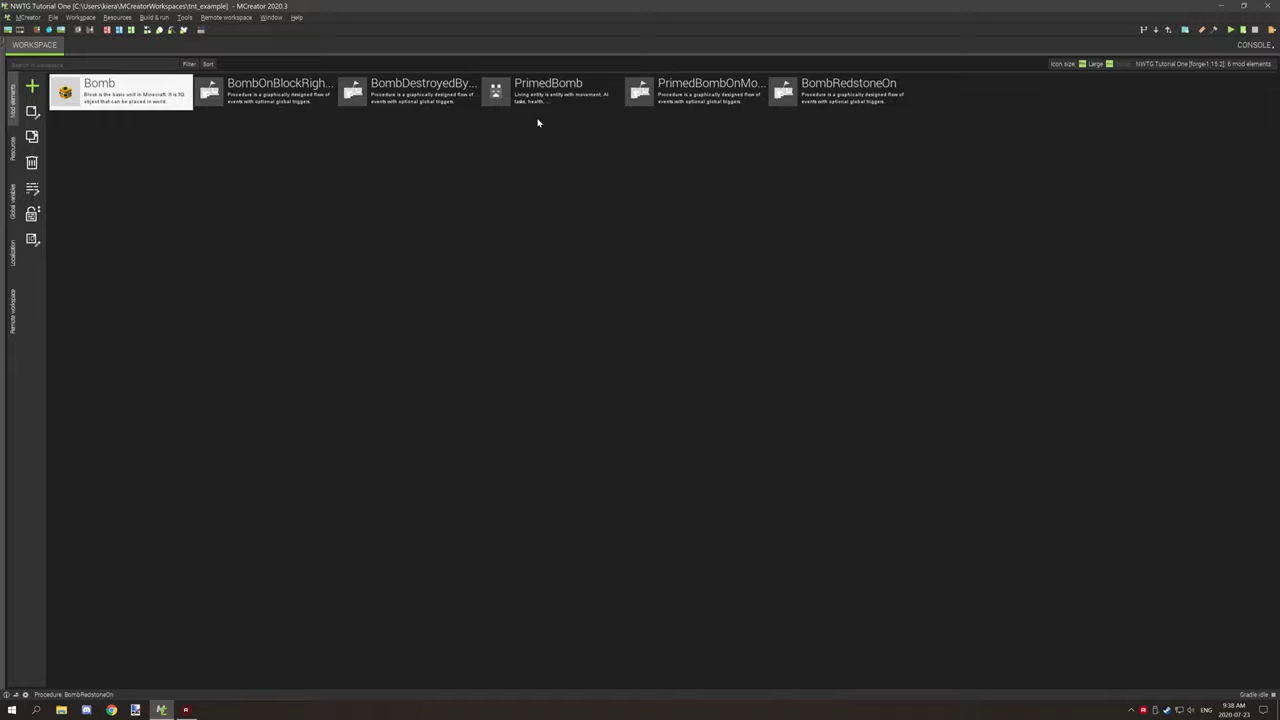 NWTG Tutorial One [C:\Users\kiera\MCreatorWorkspaces\tnt_example] - MCreator 2020.3
MCreator File Workspace Resources Build & run Tools Remote workspace Window Help
WORKSPACE
CONSOLE
Search in workspace
Filter
Sort
Icon size:
Large
NWTG Tutorial One [forge-1.15.2]: 6 mod elements
Mod elements
Resources
Global variables
Localization
Remote workspace
Bomb
Block is the basic unit in Minecraft. It is 3D
object that can be placed in world.
BombOnBlockRigh...
Procedure is a graphically designed flow of
events with optional global triggers.
BombDestroyedBy...
Procedure is a graphically designed flow of
events with optional global triggers.
PrimedBomb
Living entity is entity with movement, AI
tasks, health, ...
PrimedBombOnMo...
Procedure is a graphically designed flow of
events with optional global triggers.
BombRedstoneOn
Procedure is a graphically designed flow of
events with optional global triggers.
Procedure: BombRedstoneOn
Gradle idle
ENG
9:38 AM
2020-07-23